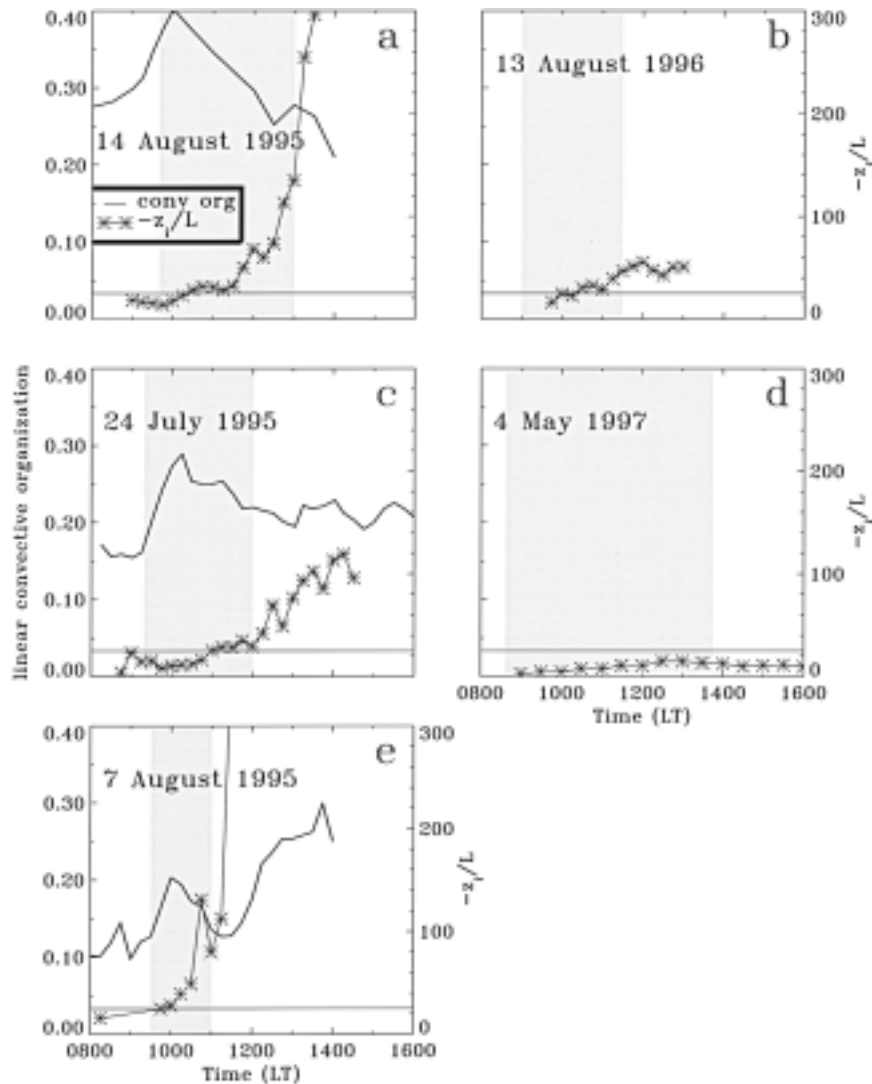 0.40
0.30
0.20
0.10
0.00
a
14 August 1995
conv org
-z_i/L
b
13 August 1996
300
200
100
0
-z_i/L
linear convective organization
0.40
0.30
0.20
0.10
0.00
c
24 July 1995
d
4 May 1997
300
200
100
0
-z_i/L
0800 1000 1200 1400 1600
Time (LT)
0.40
0.30
0.20
0.10
0.00
e
7 August 1995
300
200
100
0
-z_i/L
0800 1000 1200 1400 1600
Time (LT)